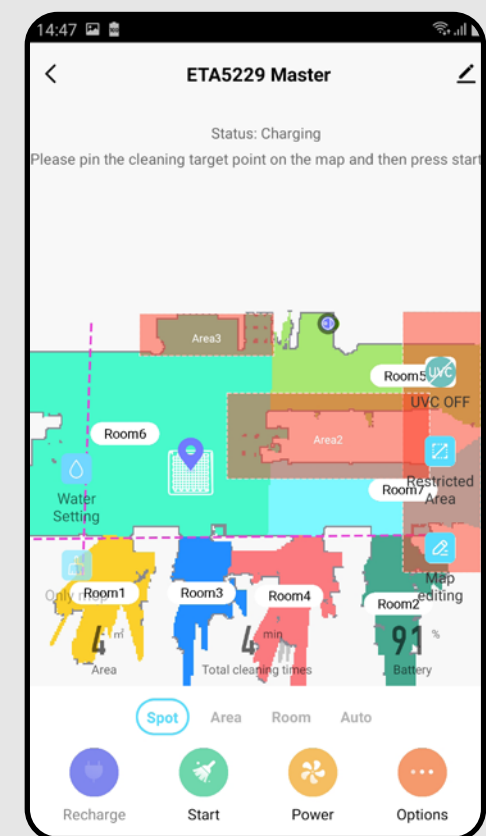 14:47
ETA5229 Master
Status: Charging
Please pin the cleaning target point on the map and then press start
Area3
Room5
UVC
UVC OFF
Room6
Area2
Water
Setting
Room7
Restricted
Area
Only map
Room1
Room3
Room4
Room2
Map
editing
4 ㎡
4 min
91 %
Area
Total cleaning times
Battery
Spot Area Room Auto
Recharge Start Power Options